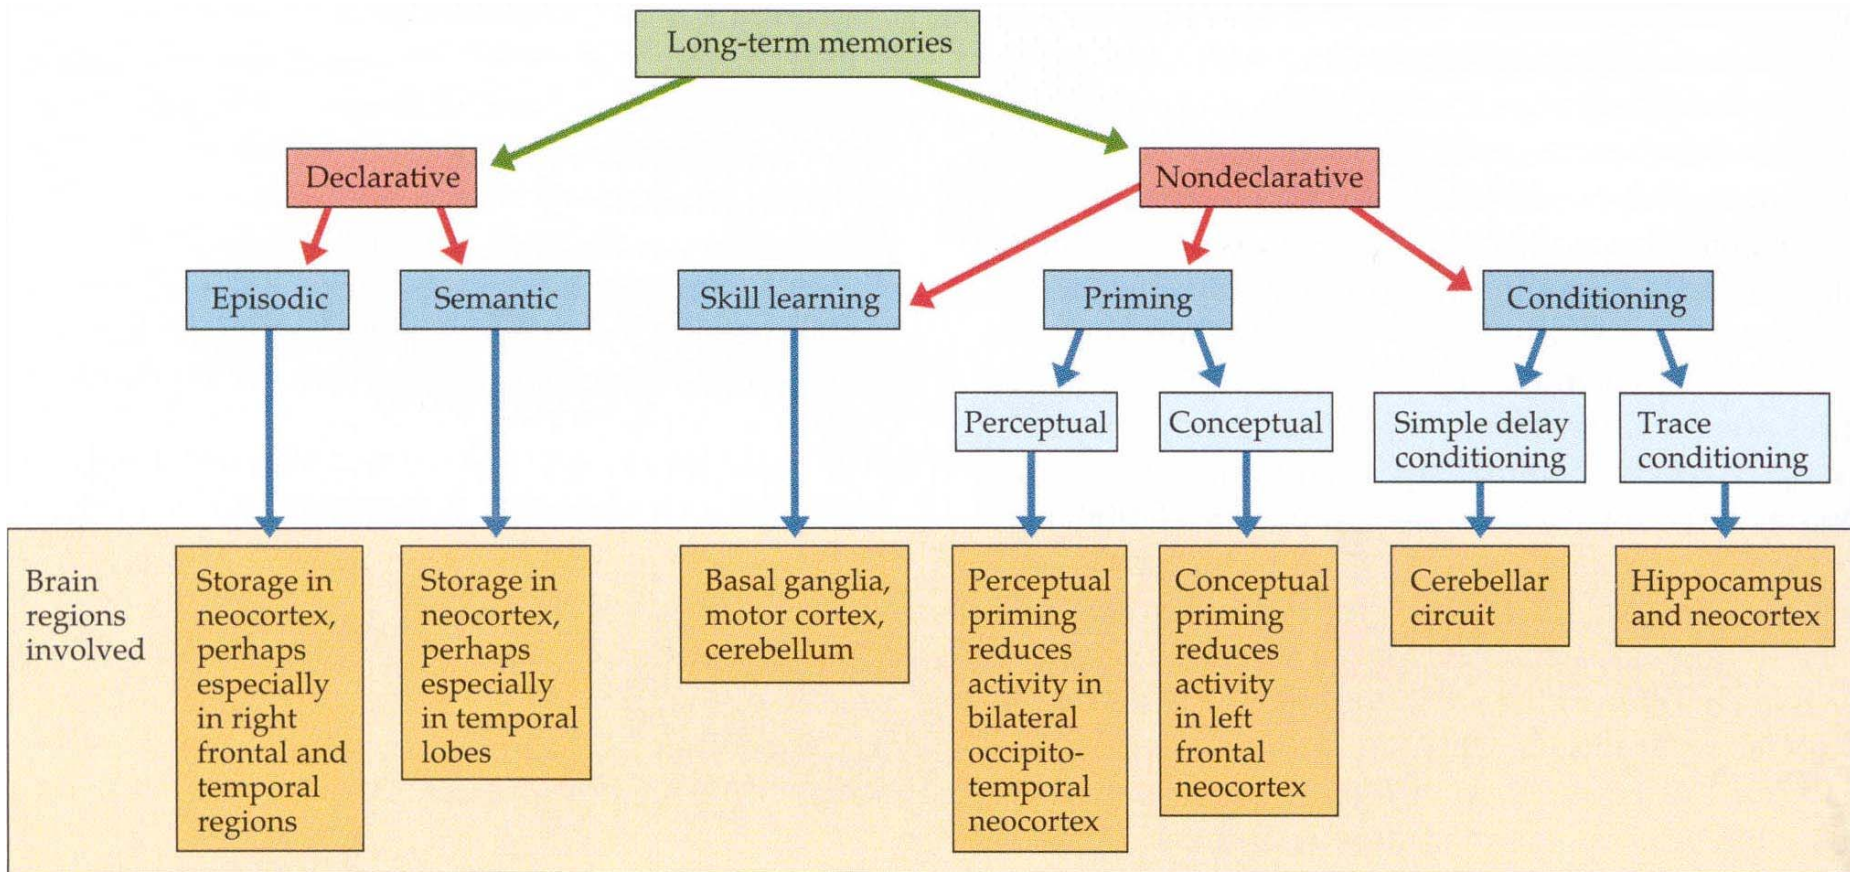 Long-term memories
Declarative
Nondeclarative
Episodic
Semantic
Skill learning
Priming
Conditioning
Perceptual
Conceptual
Simple delay
conditioning
Trace
conditioning
Brain
regions
involved
Storage in
neocortex,
perhaps
especially
in right
frontal and
temporal
regions
Storage in
neocortex,
perhaps
especially
in temporal
lobes
Basal ganglia,
motor cortex,
cerebellum
Perceptual
priming
reduces
activity in
bilateral
occipito-
temporal
neocortex
Conceptual
priming
reduces
activity
in left
frontal
neocortex
Cerebellar
circuit
Hippocampus
and neocortex